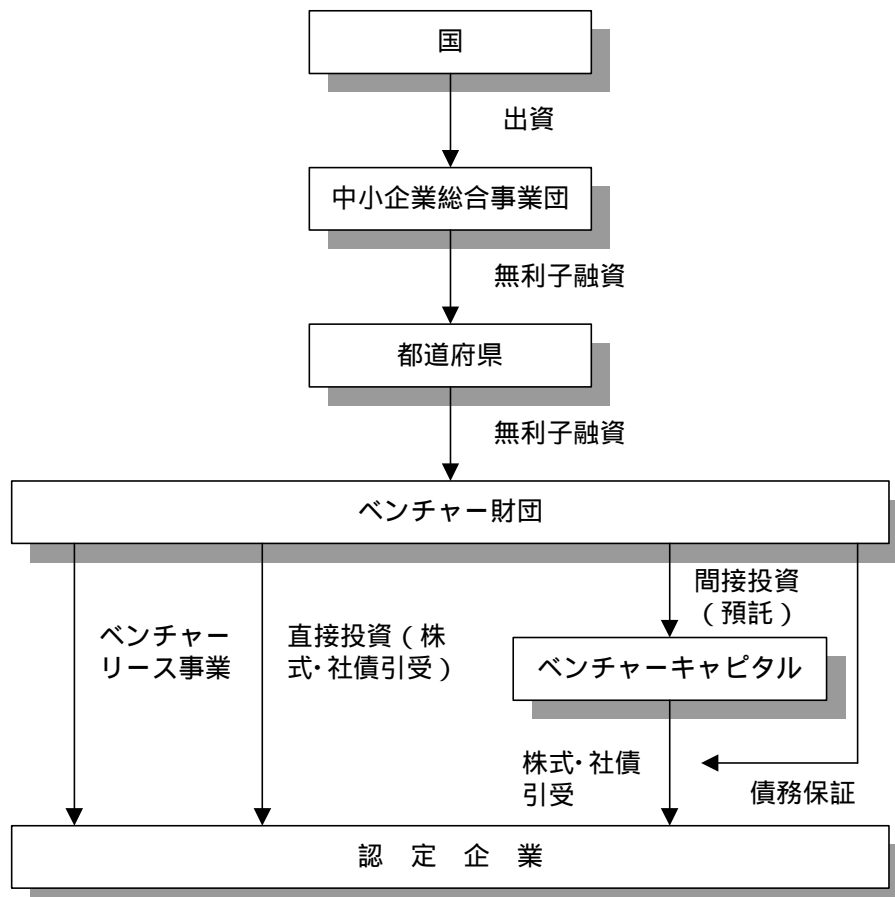 国
出資
中小企業総合事業団
無利子融資
都道府県
無利子融資
ベンチャー財団
ベンチャー
リース事業
直接投資（株
式・社債引受）
間接投資
（預託）
ベンチャーキャピタル
株式・社債
引受
債務保証
認　定　企　業